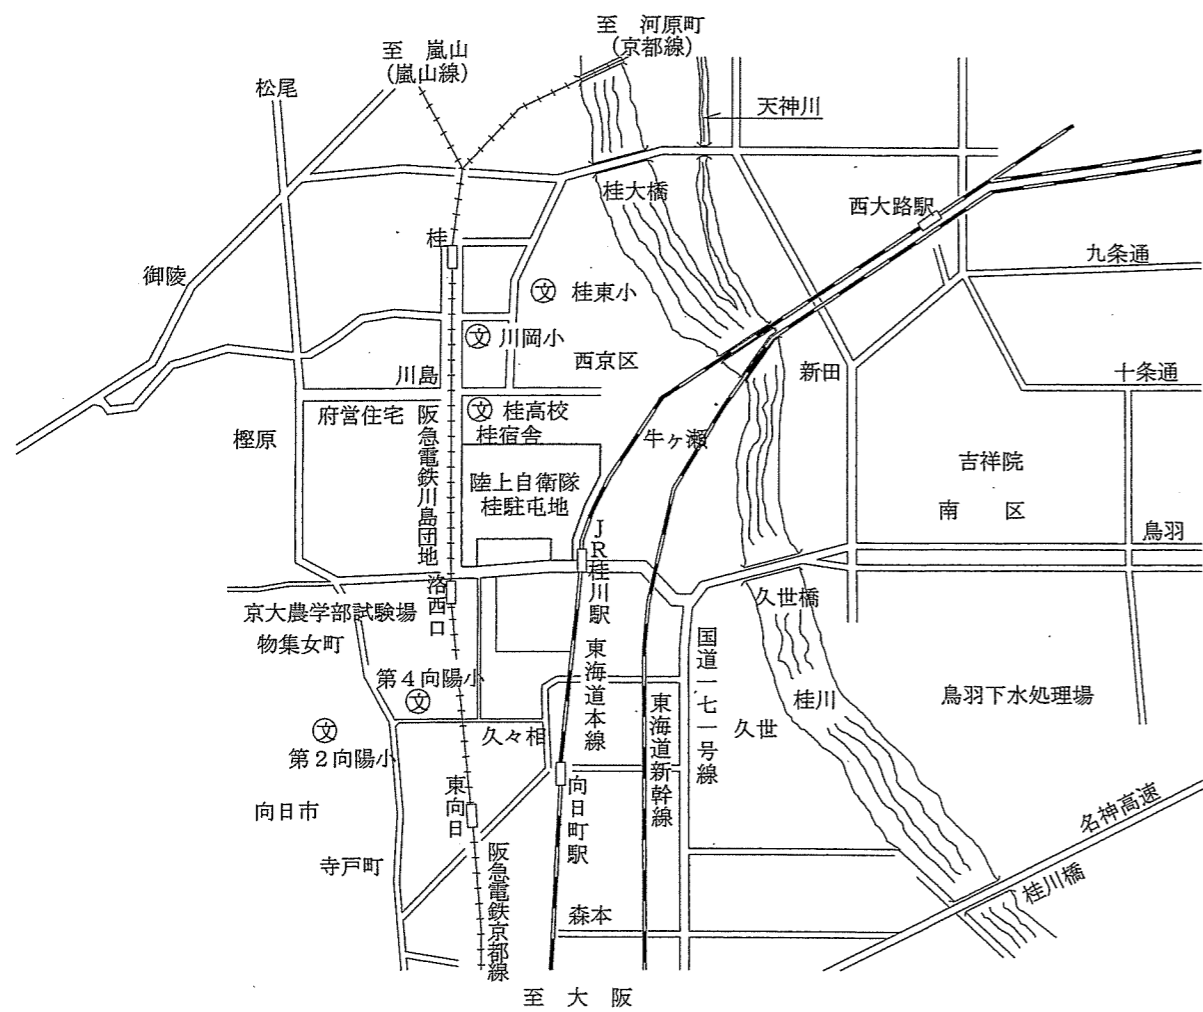 至　河原町
（京都線）
至　嵐山
（嵐山線）
松尾
天神川
桂大橋
西大路駅
桂
九条通
御陵
文　桂東小
文　川岡小
西京区
新田
川島
十条通
府営住宅
文　桂高校
桂宿舎
樫原
牛ヶ瀬
阪急電鉄川島団地
吉祥院
陸上自衛隊
桂駐屯地
南　　区
鳥羽
ＪＲ桂川駅
洛西口
久世橋
京大農学部試験場
物集女町
国道一七一号線
東海道本線
第４向陽小
文
桂川
鳥羽下水処理場
東海道新幹線
久世
文
第２向陽小
久々相
東向日
向日町駅
向日市
名神高速
寺戸町
阪急電鉄京都線
桂川橋
森本
至　大　阪